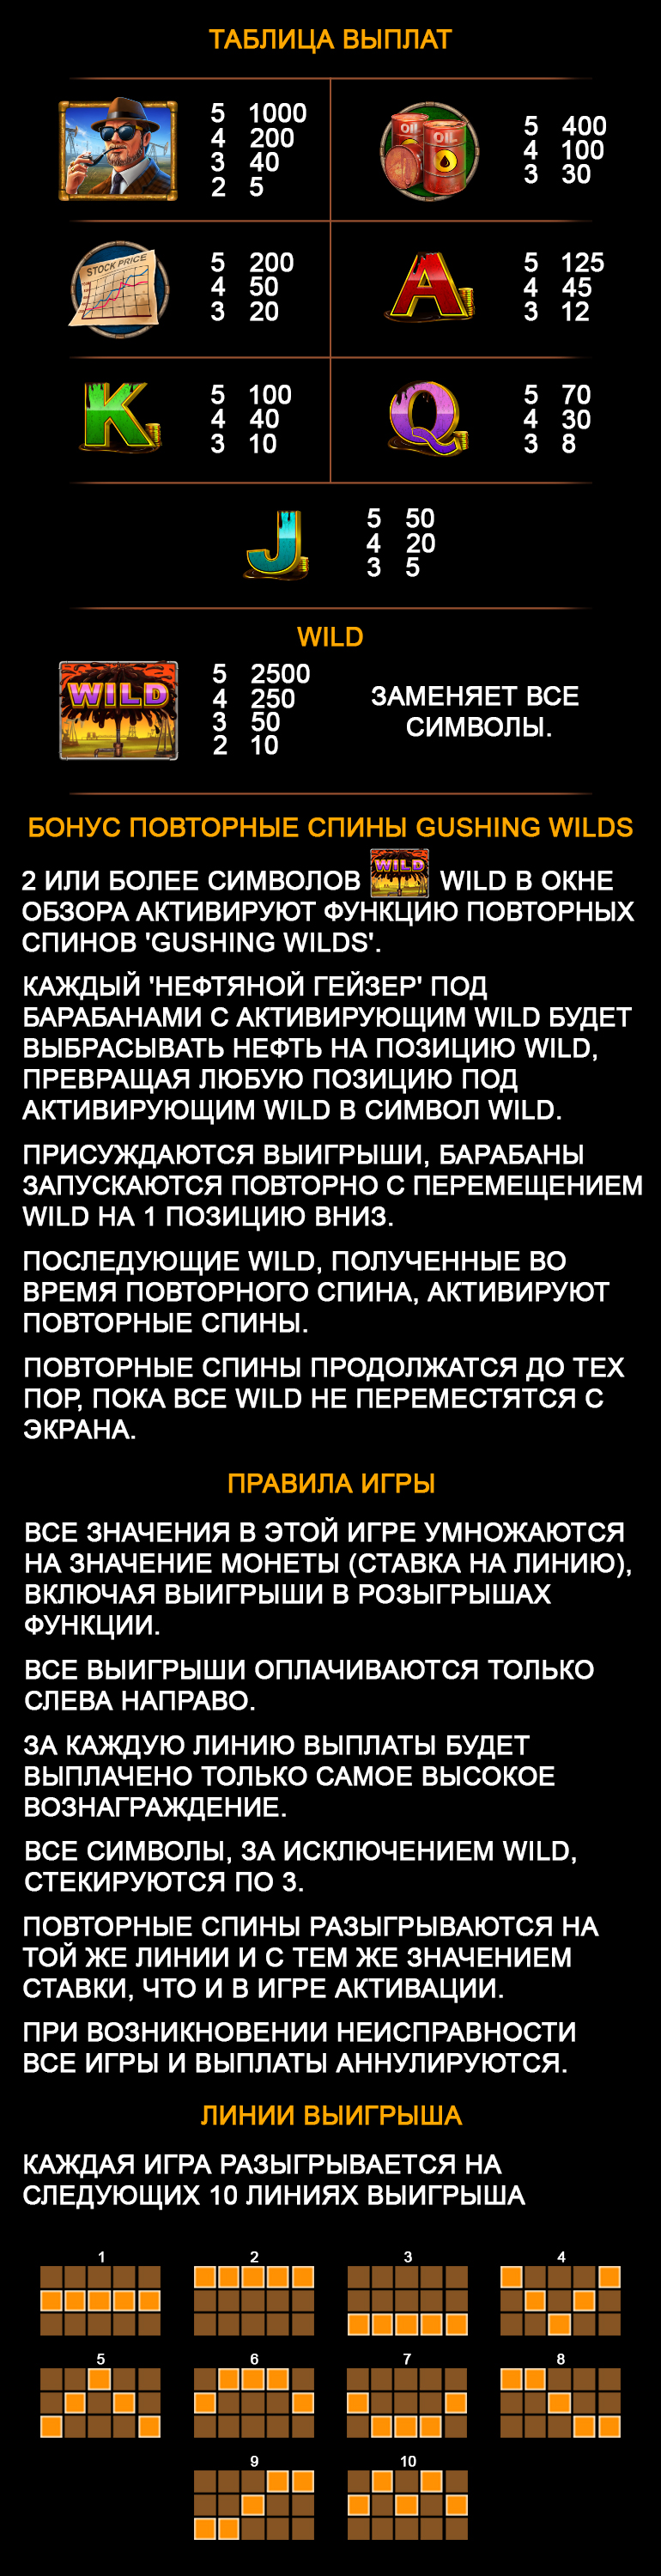 ТАБЛИЦА ВЫПЛАТ
5 1000
4 200
3 40
2 5
OIL
OIL
5 400
4 100
3 30
STOCK PRICE
5 200
4 50
3 20
A
5 125
4 45
3 12
K
5 100
4 40
3 10
Q
5 70
4 30
3 8
J
5 50
4 20
3 5
WILD
WILD
5 2500
4 250
3 50
2 10
ЗАМЕНЯЕТ ВСЕ
СИМВОЛЫ.
БОНУС ПОВТОРНЫЕ СПИНЫ GUSHING WILDS
2 ИЛИ БОЛЕЕ СИМВОЛОВ WILD WILD В ОКНЕ
ОБЗОРА АКТИВИРУЮТ ФУНКЦИЮ ПОВТОРНЫХ
СПИНОВ 'GUSHING WILDS'.
КАЖДЫЙ 'НЕФТЯНОЙ ГЕЙЗЕР' ПОД
БАРАБАНАМИ С АКТИВИРУЮЩИМ WILD БУДЕТ
ВЫБРАСЫВАТЬ НЕФТЬ НА ПОЗИЦИЮ WILD,
ПРЕВРАЩАЯ ЛЮБУЮ ПОЗИЦИЮ ПОД
АКТИВИРУЮЩИМ WILD В СИМВОЛ WILD.
ПРИСУЖДАЮТСЯ ВЫИГРЫШИ, БАРАБАНЫ
ЗАПУСКАЮТСЯ ПОВТОРНО С ПЕРЕМЕЩЕНИЕМ
WILD НА 1 ПОЗИЦИЮ ВНИЗ.
ПОСЛЕДУЮЩИЕ WILD, ПОЛУЧЕННЫЕ ВО
ВРЕМЯ ПОВТОРНОГО СПИНА, АКТИВИРУЮТ
ПОВТОРНЫЕ СПИНЫ.
ПОВТОРНЫЕ СПИНЫ ПРОДОЛЖАТСЯ ДО ТЕХ
ПОР, ПОКА ВСЕ WILD НЕ ПЕРЕМЕСТЯТСЯ С
ЭКРАНА.
ПРАВИЛА ИГРЫ
ВСЕ ЗНАЧЕНИЯ В ЭТОЙ ИГРЕ УМНОЖАЮТСЯ
НА ЗНАЧЕНИЕ МОНЕТЫ (СТАВКА НА ЛИНИЮ),
ВКЛЮЧАЯ ВЫИГРЫШИ В РОЗЫГРЫШАХ
ФУНКЦИИ.
ВСЕ ВЫИГРЫШИ ОПЛАЧИВАЮТСЯ ТОЛЬКО
СЛЕВА НАПРАВО.
ЗА КАЖДУЮ ЛИНИЮ ВЫПЛАТЫ БУДЕТ
ВЫПЛАЧЕНО ТОЛЬКО САМОЕ ВЫСОКОЕ
ВОЗНАГРАЖДЕНИЕ.
ВСЕ СИМВОЛЫ, ЗА ИСКЛЮЧЕНИЕМ WILD,
СТЕКИРУЮТСЯ ПО 3.
ПОВТОРНЫЕ СПИНЫ РАЗЫГРЫВАЮТСЯ НА
ТОЙ ЖЕ ЛИНИИ И С ТЕМ ЖЕ ЗНАЧЕНИЕМ
СТАВКИ, ЧТО И В ИГРЕ АКТИВАЦИИ.
ПРИ ВОЗНИКНОВЕНИИ НЕИСПРАВНОСТИ
ВСЕ ИГРЫ И ВЫПЛАТЫ АННУЛИРУЮТСЯ.
ЛИНИИ ВЫИГРЫША
КАЖДАЯ ИГРА РАЗЫГРЫВАЕТСЯ НА
СЛЕДУЮЩИХ 10 ЛИНИЯХ ВЫИГРЫША
1 2 3 4
5 6 7 8
9 10